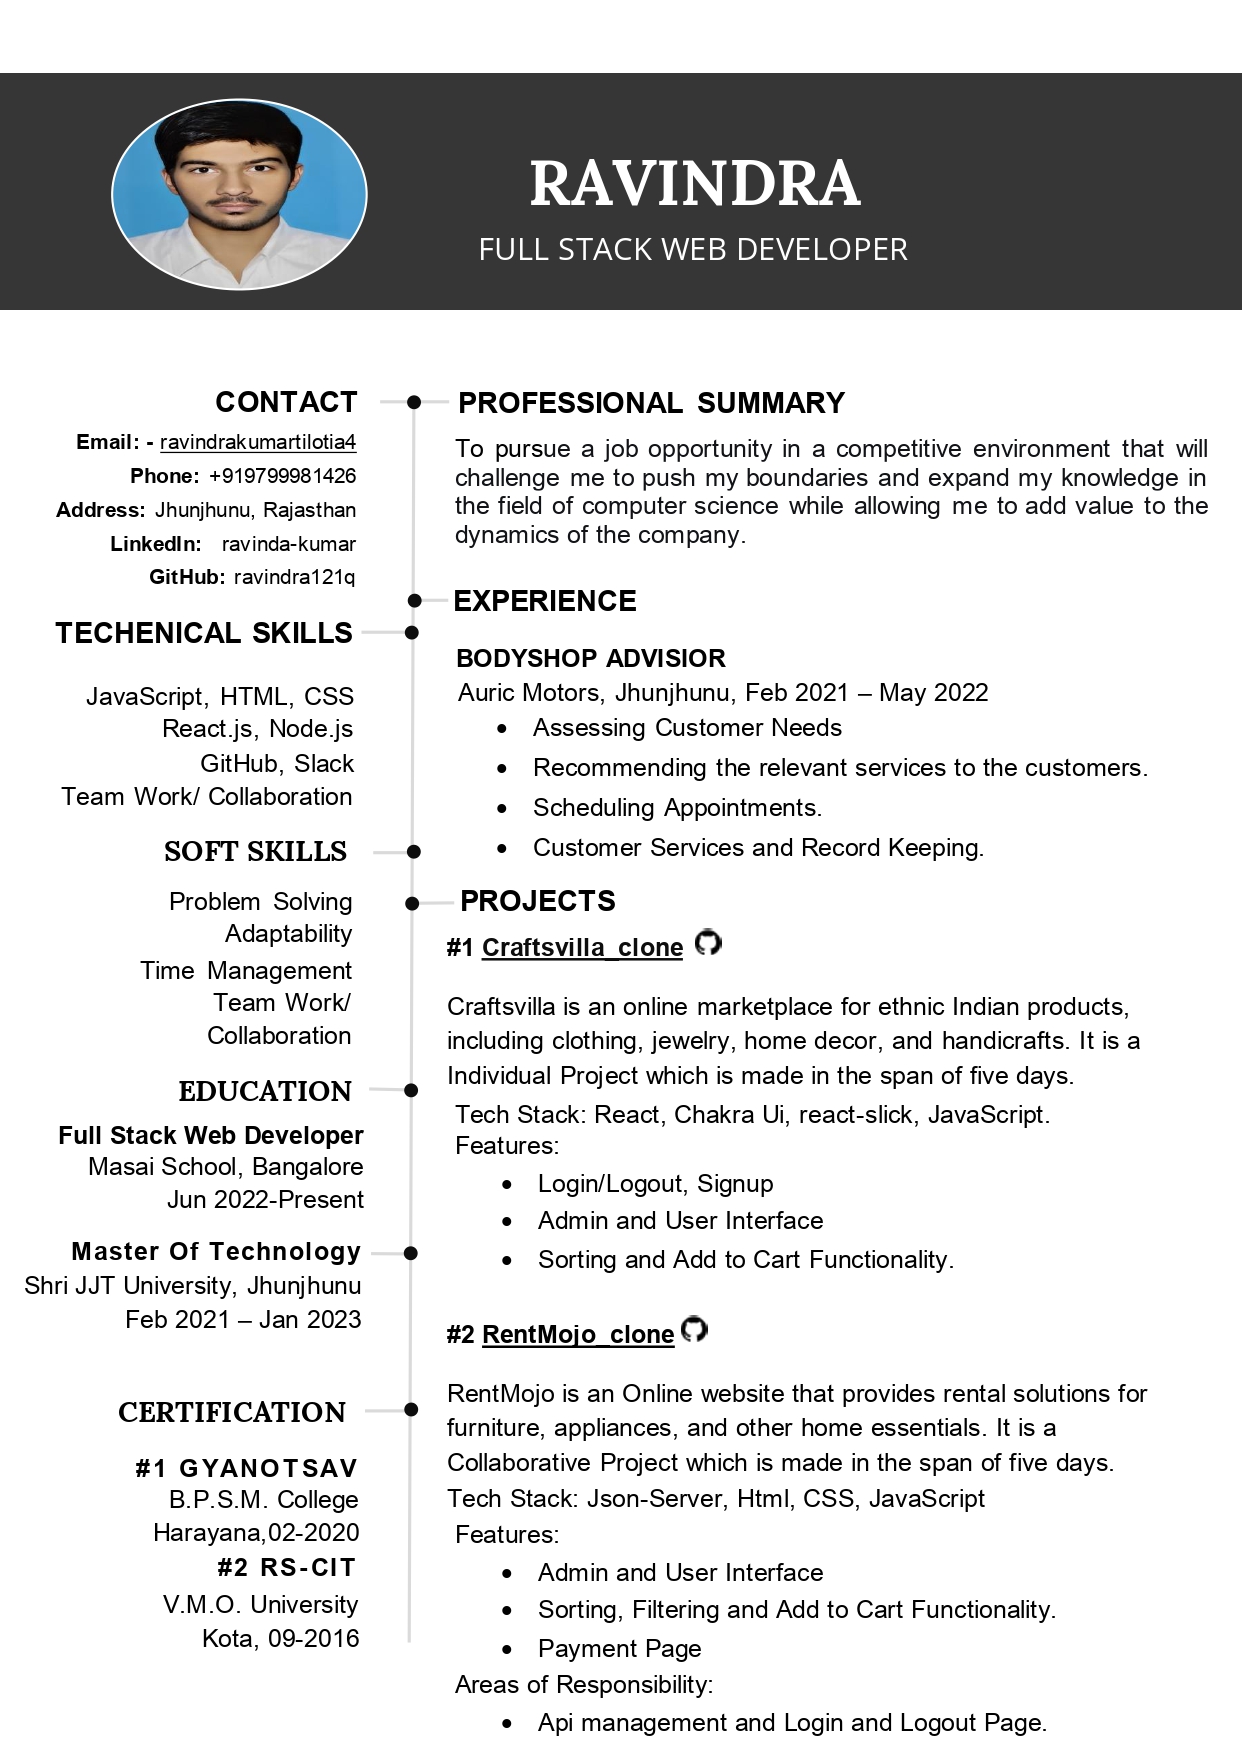 RAVINDRA
FULL STACK WEB DEVELOPER
CONTACT
Email: - ravindrakumartilotia4
Phone: +919799981426
Address: Jhunjhunu, Rajasthan
LinkedIn: ravinda-kumar
GitHub: ravindra121q
TECHENICAL SKILLS
JavaScript, HTML, CSS
React.js, Node.js
GitHub, Slack
Team Work/ Collaboration
SOFT SKILLS
Problem Solving
Adaptability
Time Management
Team Work/
Collaboration
EDUCATION
Full Stack Web Developer
Masai School, Bangalore
Jun 2022-Present
Master Of Technology
Shri JJT University, Jhunjhunu
Feb 2021 – Jan 2023
CERTIFICATION
#1 GYANOTSAV
B.P.S.M. College
Harayana,02-2020
#2 RS-CIT
V.M.O. University
Kota, 09-2016
PROFESSIONAL SUMMARY
To pursue a job opportunity in a competitive environment that will
challenge me to push my boundaries and expand my knowledge in
the field of computer science while allowing me to add value to the
dynamics of the company.
EXPERIENCE
BODYSHOP ADVISIOR
Auric Motors, Jhunjhunu, Feb 2021 – May 2022
• Assessing Customer Needs
• Recommending the relevant services to the customers.
• Scheduling Appointments.
• Customer Services and Record Keeping.
PROJECTS
#1 Craftsvilla_clone
Craftsvilla is an online marketplace for ethnic Indian products,
including clothing, jewelry, home decor, and handicrafts. It is a
Individual Project which is made in the span of five days.
Tech Stack: React, Chakra Ui, react-slick, JavaScript.
Features:
• Login/Logout, Signup
• Admin and User Interface
• Sorting and Add to Cart Functionality.
#2 RentMojo_clone
RentMojo is an Online website that provides rental solutions for
furniture, appliances, and other home essentials. It is a
Collaborative Project which is made in the span of five days.
Tech Stack: Json-Server, Html, CSS, JavaScript
Features:
• Admin and User Interface
• Sorting, Filtering and Add to Cart Functionality.
• Payment Page
Areas of Responsibility:
• Api management and Login and Logout Page.